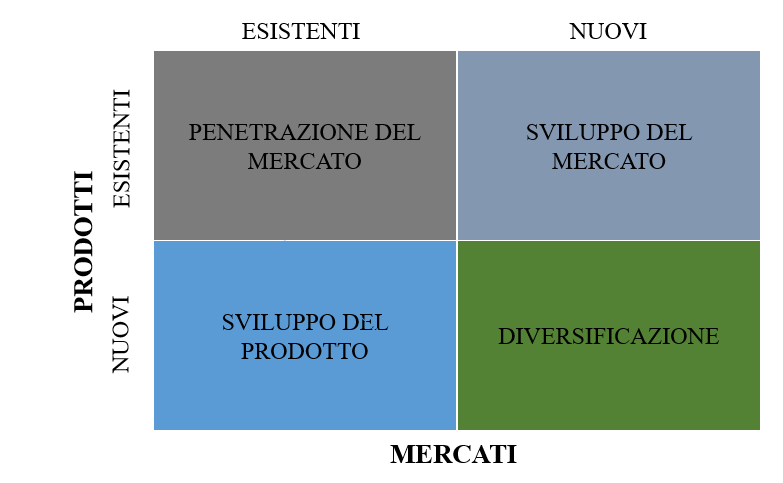 ESISTENTI
NUOVI
PRODOTTI
ESISTENTI
NUOVI
PENETRAZIONE DEL
MERCATO
SVILUPPO DEL
MERCATO
SVILUPPO DEL
PRODOTTO
DIVERSIFICAZIONE
MERCATI